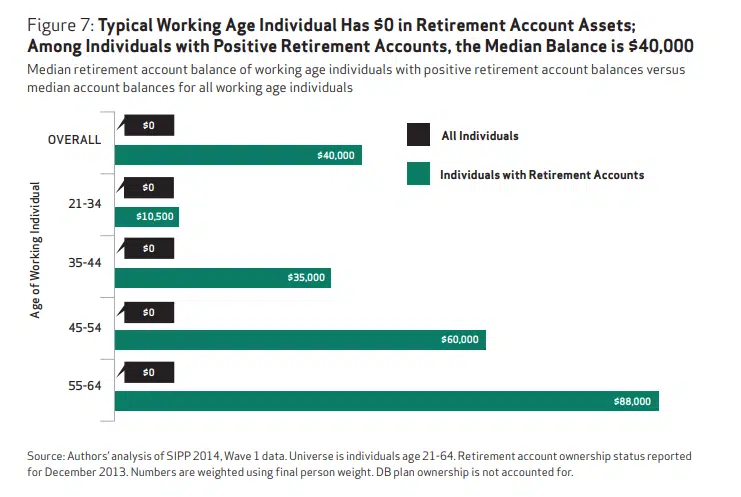 Figure 7: Typical Working Age Individual Has $0 in Retirement Account Assets;
Among Individuals with Positive Retirement Accounts, the Median Balance is $40,000
Median retirement account balance of working age individuals with positive retirement account balances versus
median account balances for all working age individuals
Age of Working Individual
OVERALL
$0
$40,000
21-34
$0
$10,500
35-44
$0
$35,000
45-54
$0
$60,000
55-64
$0
$88,000
All Individuals
Individuals with Retirement Accounts
Source: Authors' analysis of SIPP 2014, Wave 1 data. Universe is individuals age 21-64. Retirement account ownership status reported
for December 2013. Numbers are weighted using final person weight. DB plan ownership is not accounted for.